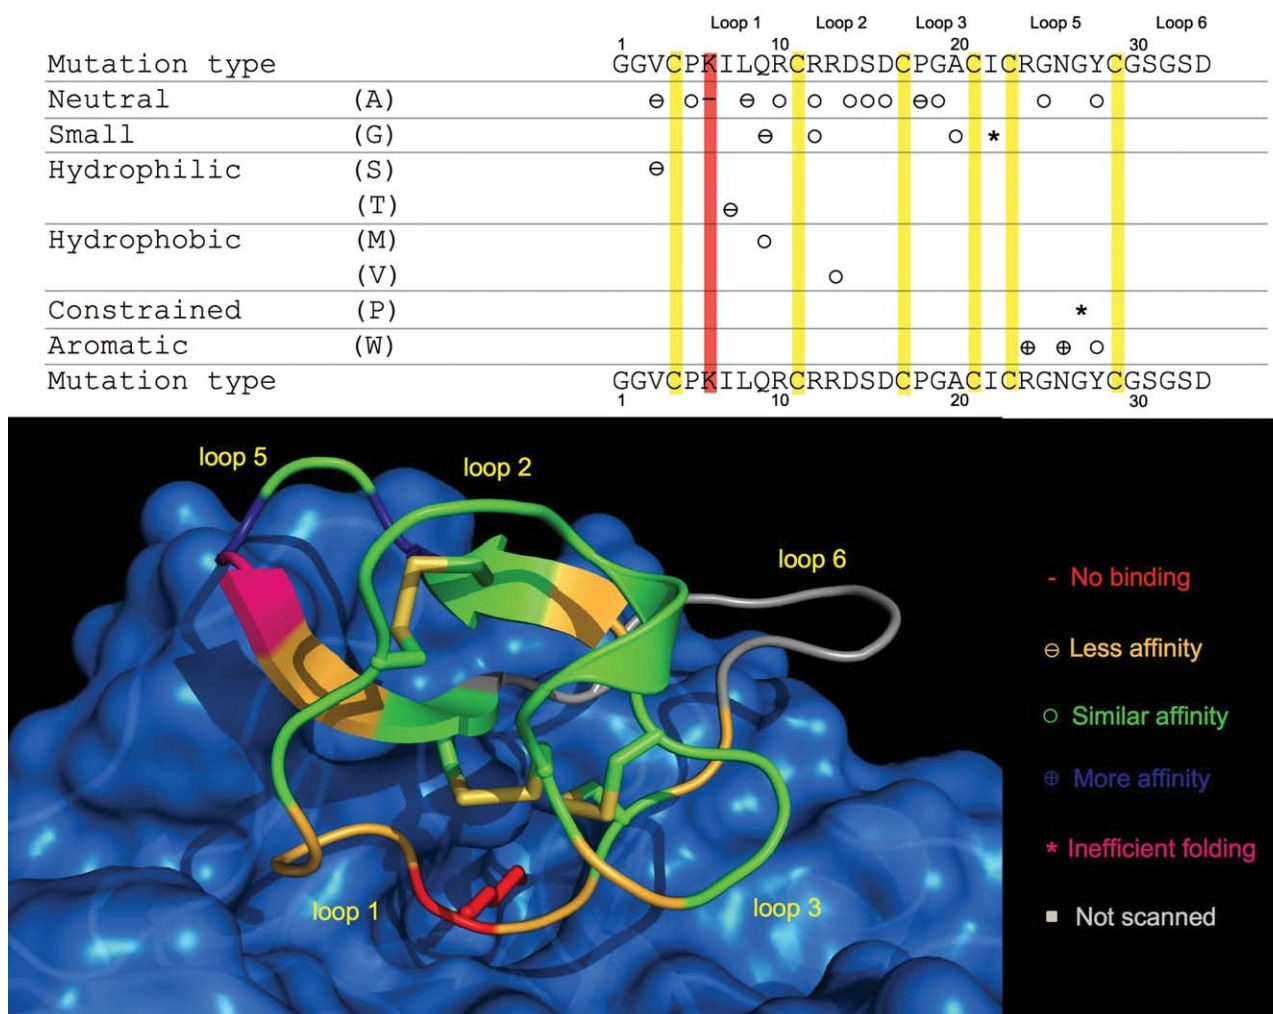 Loop 1 Loop 2 Loop 3 Loop 5 Loop 6
1 10 20 30
Mutation type GGVCPKILQRCRRDSDCPGACICRGNGYCGSGSD
Neutral (A) ⊖ ○ - ⊖ ○ ○ ○ ○ ○ ⊖ ○ ○ ○
Small (G) ⊖ ○ ○ *
Hydrophilic (S) ⊖
(T) ⊖
Hydrophobic (M) ○
(V) ○
Constrained (P) *
Aromatic (W) ⊕ ⊕ ○
Mutation type GGVCPKILQRCRRDSDCPGACICRGNGYCGSGSD
1 10 20 30
loop 5
loop 2
loop 6
loop 1
loop 3
- No binding
⊖ Less affinity
○ Similar affinity
⊕ More affinity
* Inefficient folding
■ Not scanned